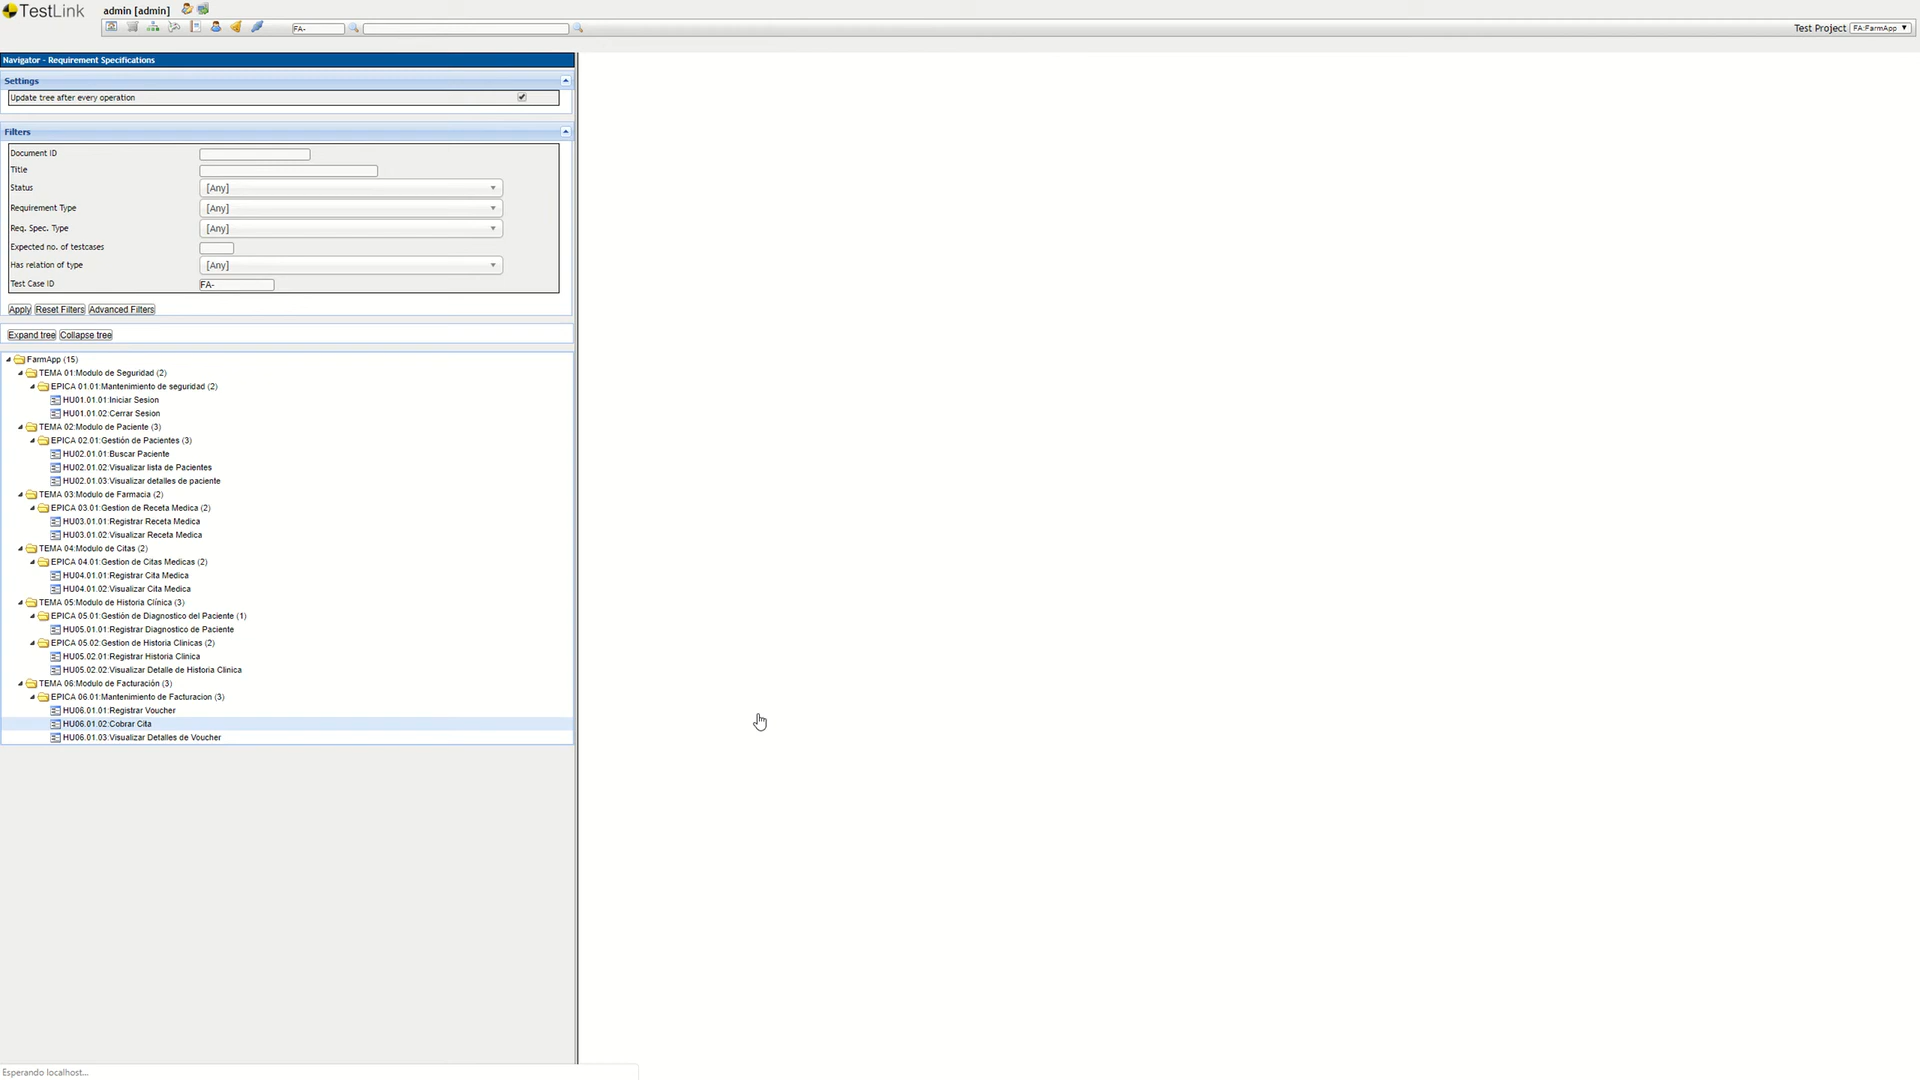 TestLink
admin [admin]
FA-
Test Project FA:FarmApp
Navigator - Requirement Specifications
Settings
Update tree after every operation
Filters
Document ID
Title
Status [Any]
Requirement Type [Any]
Req. Spec. Type [Any]
Expected no. of testcases
Has relation of type [Any]
Test Case ID FA-
Apply Reset Filters Advanced Filters
Expand tree Collapse tree
FarmApp (15)
TEMA 01:Modulo de Seguridad (2)
EPICA 01.01:Mantenimiento de seguridad (2)
HU01.01.01:Iniciar Sesion
HU01.01.02:Cerrar Sesion
TEMA 02:Modulo de Paciente (3)
EPICA 02.01:Gestión de Pacientes (3)
HU02.01.01:Buscar Paciente
HU02.01.02:Visualizar lista de Pacientes
HU02.01.03:Visualizar detalles de paciente
TEMA 03:Modulo de Farmacia (2)
EPICA 03.01:Gestion de Receta Medica (2)
HU03.01.01:Registrar Receta Medica
HU03.01.02:Visualizar Receta Medica
TEMA 04:Modulo de Citas (2)
EPICA 04.01:Gestion de Citas Medicas (2)
HU04.01.01:Registrar Cita Medica
HU04.01.02:Visualizar Cita Medica
TEMA 05:Modulo de Historia Clínica (3)
EPICA 05.01:Gestión de Diagnostico del Paciente (1)
HU05.01.01:Registrar Diagnostico de Paciente
EPICA 05.02:Gestion de Historia Clinicas (2)
HU05.02.01:Registrar Historia Clinica
HU05.02.02:Visualizar Detalle de Historia Clinica
TEMA 06:Modulo de Facturación (3)
EPICA 06.01:Mantenimiento de Facturacion (3)
HU06.01.01:Registrar Voucher
HU06.01.02:Cobrar Cita
HU06.01.03:Visualizar Detalles de Voucher
Esperando localhost...